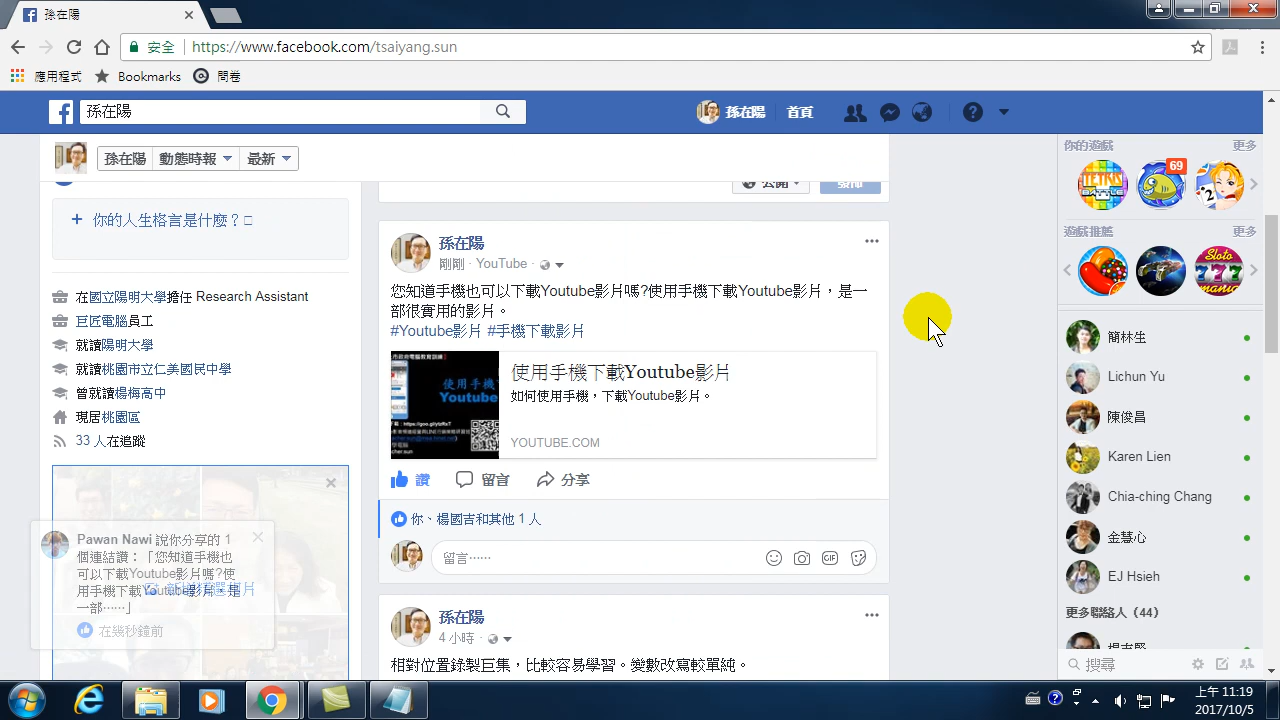 孫在陽
安全
https://www.facebook.com/tsaiyang.sun
應用程式
Bookmarks
問卷
孫在陽
孫在陽
首頁
孫在陽
動態時報
最新
公開
發佈
你的遊戲
更多
69
遊戲推薦
更多
+ 你的人生格言是什麼？
在國立陽明大學擔任 Research Assistant
巨匠電腦員工
就讀陽明大學
就讀桃園市立仁美國民中學
曾就讀楊梅高中
現居桃園區
33 人在追蹤
孫在陽
剛剛 · YouTube ·
您知道手機也可以下載Youtube影片嗎?使用手機下載Youtube影片，是一
部很實用的影片。
#Youtube影片 #手機下載影片
使用手機下載Youtube影片
如何使用手機，下載Youtube影片。
YOUTUBE.COM
讚
留言
分享
你、楊國吉和其他 1 人
留言……
GIF
孫在陽
4 小時 ·
相對位置錄製巨集，比較容易學習。變數改寫較單純。
Pawan Nawi 說你分享的 1
個連結讚：「您知道手機也
可以下載Youtube影片嗎?使
用手機下載Youtube影片，是
一部……」
在幾秒鐘前
簡林生
Lichun Yu
Karen Lien
Chia-ching Chang
金慧心
EJ Hsieh
更多聯絡人（44）
搜尋
上午 11:19
2017/10/5